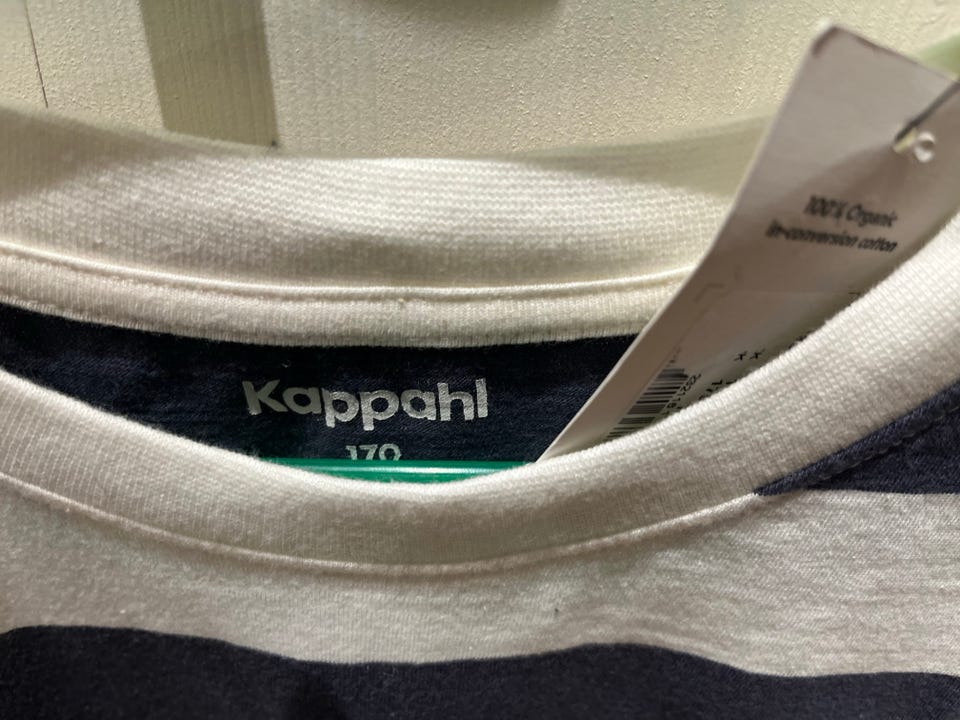 Kappahl
170
100% Organic
in-conversion cotton